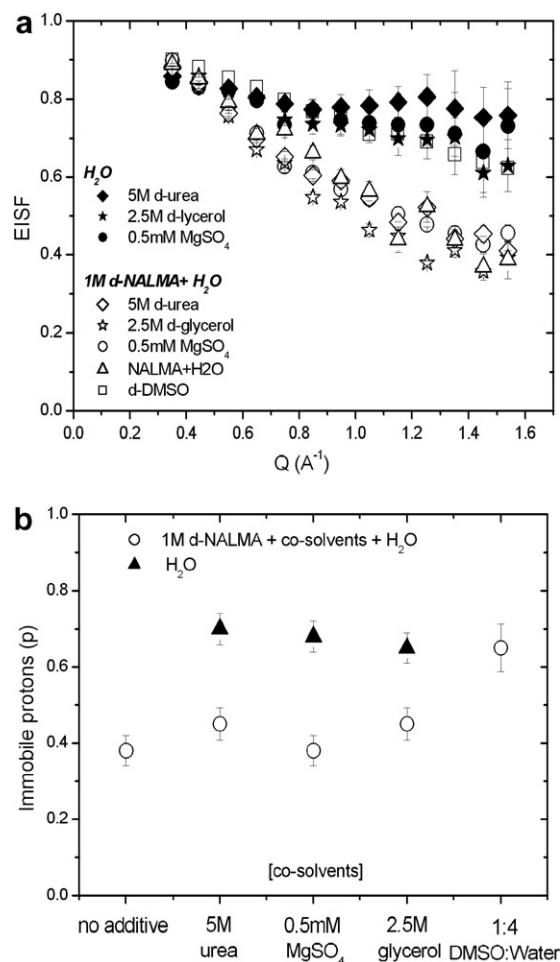 a
1.0
0.8
0.6
0.4
0.2
0.0
EISF
H₂O
5M d-urea
2.5M d-lycerol
0.5mM MgSO₄
1M d-NALMA+ H₂O
5M d-urea
2.5M d-glycerol
0.5mM MgSO₄
NALMA+H2O
d-DMSO
0.0 0.2 0.4 0.6 0.8 1.0 1.2 1.4 1.6
Q (A⁻¹)
b
1.0
0.8
0.6
0.4
0.2
0.0
Immobile protons (p)
1M d-NALMA + co-solvents + H₂O
H₂O
[co-solvents]
no additive 5M 0.5mM 2.5M 1:4
urea MgSO₄ glycerol DMSO:Water